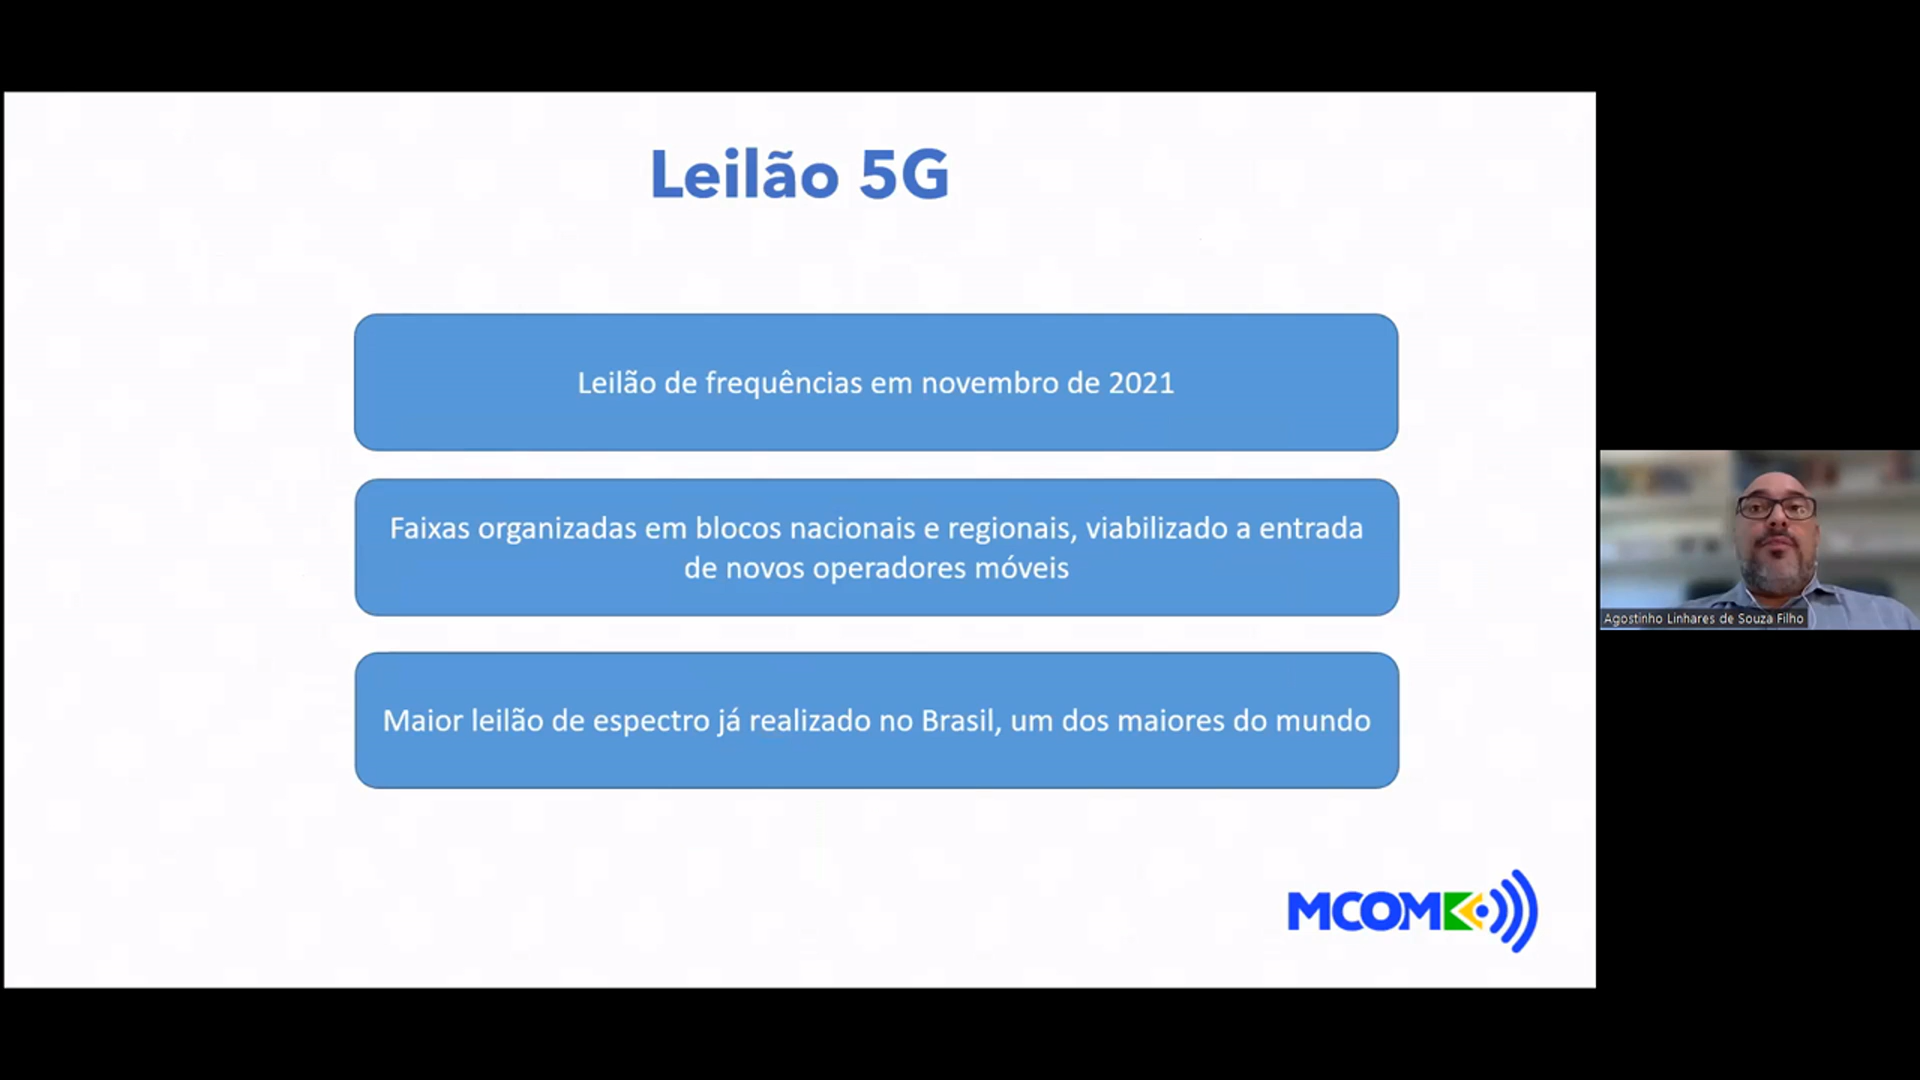 Leilão 5G
Leilão de frequências em novembro de 2021
Faixas organizadas em blocos nacionais e regionais, viabilizado a entrada
de novos operadores móveis
Agostinho Linhares de Souza Filho
Maior leilão de espectro já realizado no Brasil, um dos maiores do mundo
MCOM